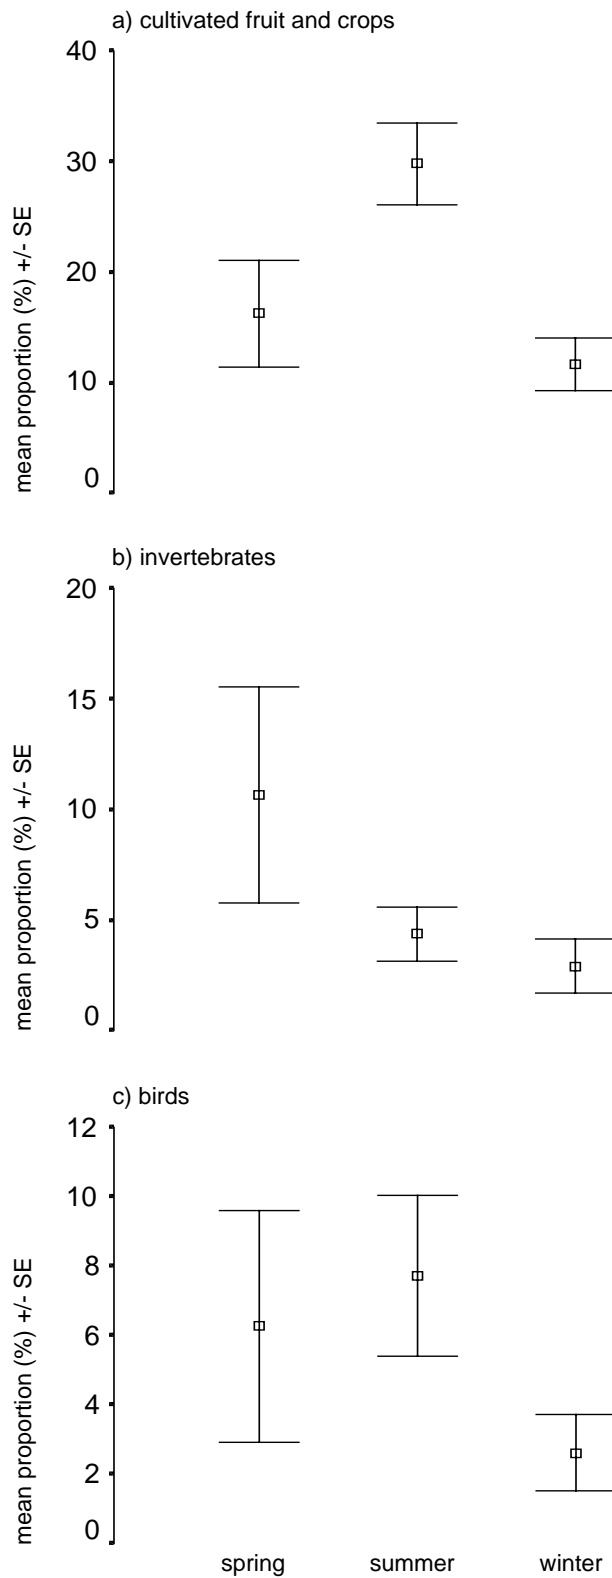 a) cultivated fruit and crops
40
30
20
10
0
mean proportion (%) +/- SE
b) invertebrates
20
15
10
5
0
mean proportion (%) +/- SE
c) birds
12
10
8
6
4
2
0
mean proportion (%) +/- SE
spring summer winter